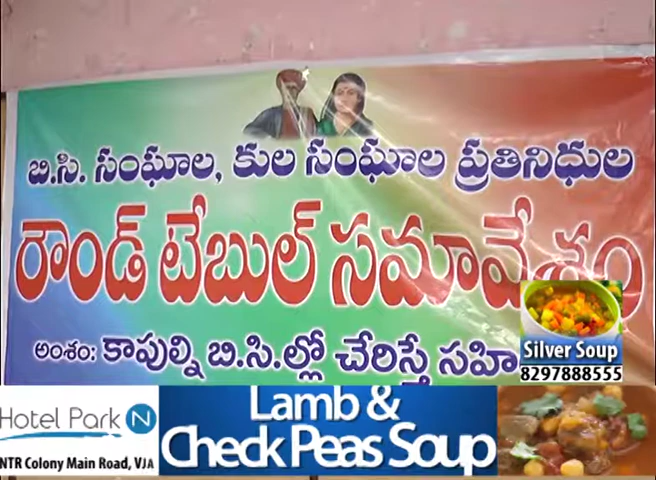 బి.సి. సంఘాల, కుల సంఘాల ప్రతినిధుల
రౌండ్ టేబుల్ సమావేశం
అంశం: కాపుల్ని బి.సి.ల్లో చేరిస్తే సహి
Silver Soup
8297888555
Hotel Park N
NTR Colony Main Road, VJA
Lamb &
Check Peas Soup